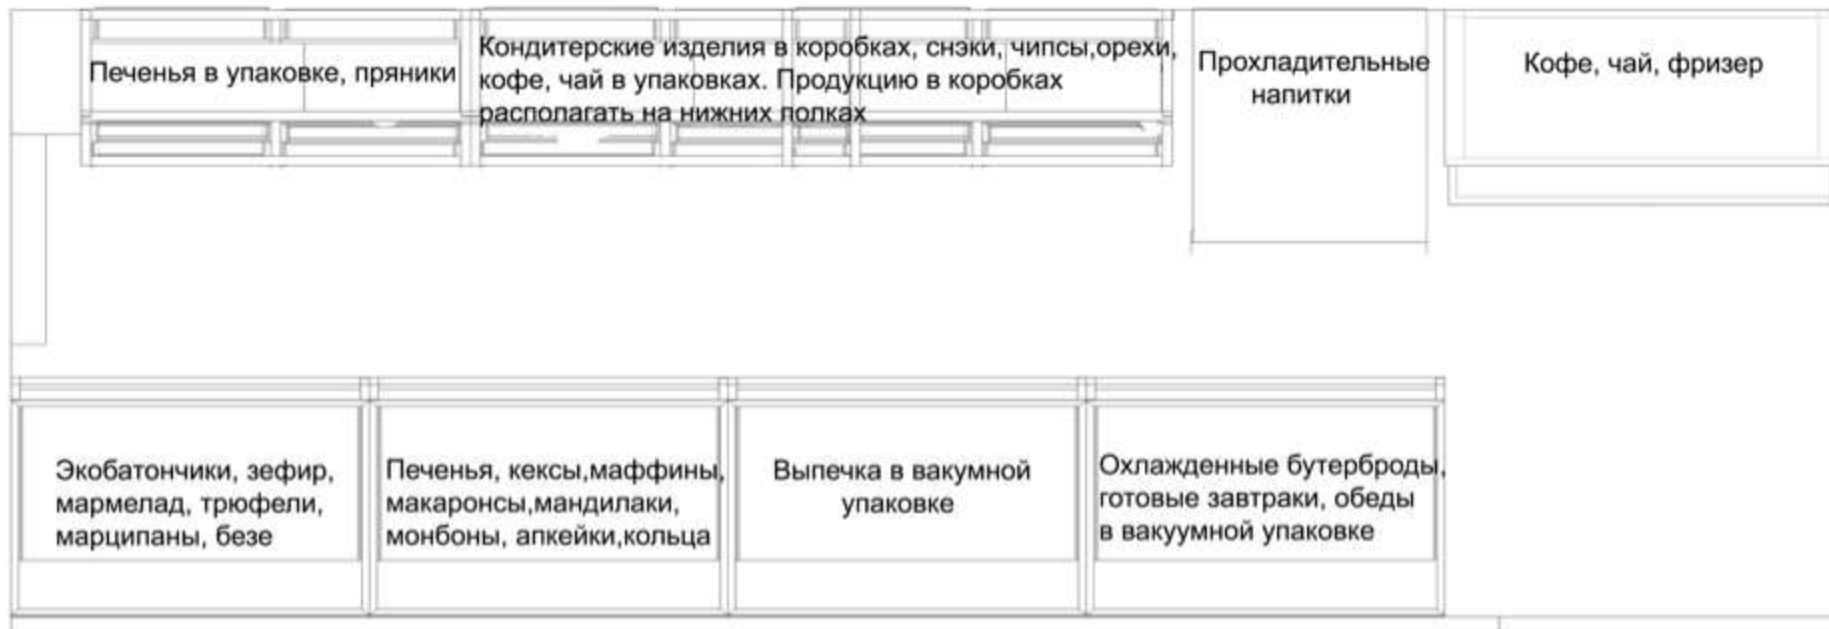 Печенья в упаковке, пряники
Кондитерские изделия в коробках, снэки, чипсы,орехи,
кофе, чай в упаковках. Продукцию в коробках
располагать на нижних полках
Прохладительные
напитки
Кофе, чай, фризер
Экобатончики, зефир,
мармелад, трюфели,
марципаны, безе
Печенья, кексы,маффины,
макаронсы,мандилаки,
монбоны, апкейки,кольца
Выпечка в вакумной
упаковке
Охлажденные бутерброды,
готовые завтраки, обеды
в вакуумной упаковке